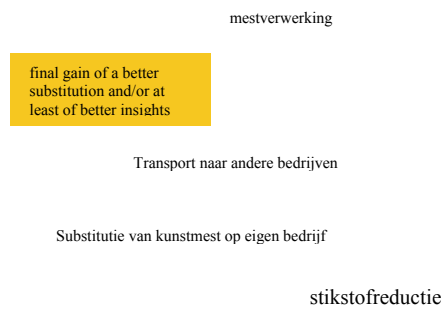 mestverwerking
final gain of a better
substitution and/or at
least of better insights
Transport naar andere bedrijven
Substitutie van kunstmest op eigen bedrijf
stikstofreductie